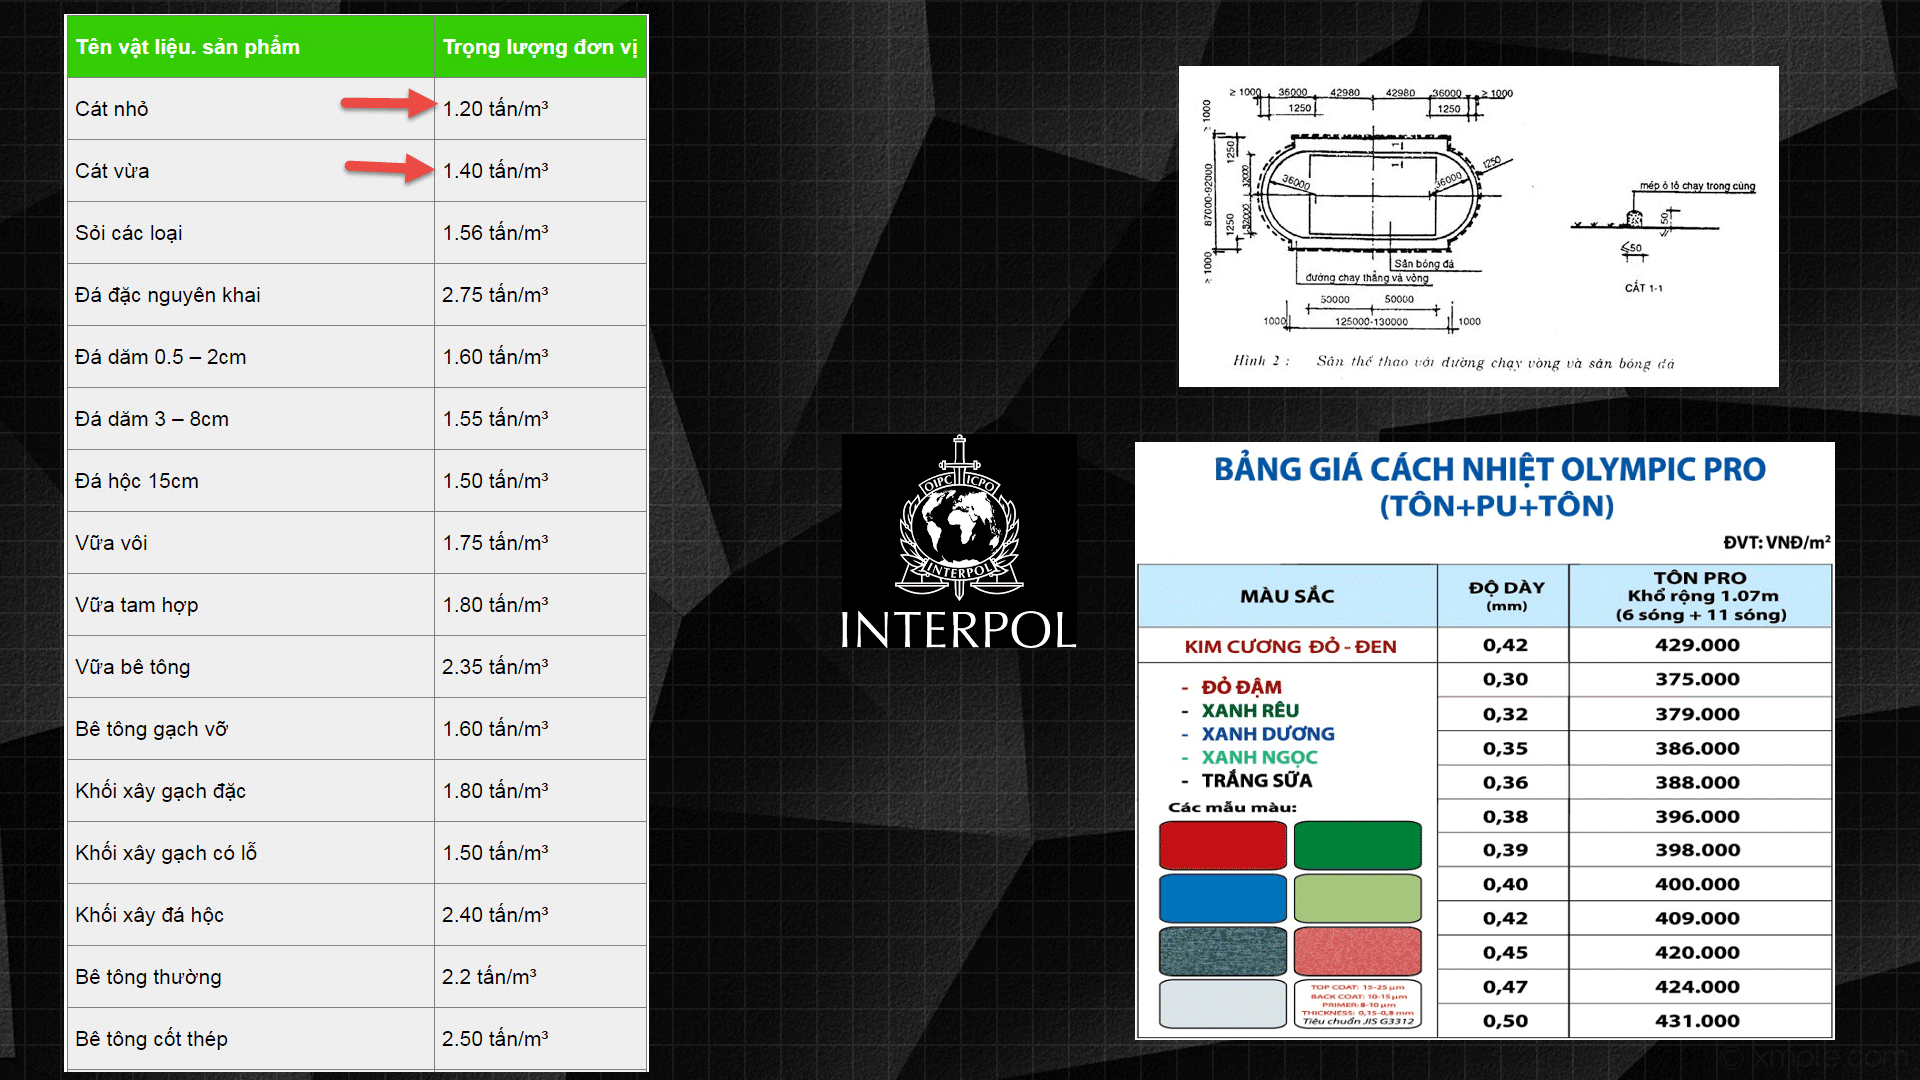 Tên vật liệu. sản phẩm Trọng lượng đơn vị
Cát nhỏ 1.20 tấn/m³
Cát vừa 1.40 tấn/m³
Sỏi các loại 1.56 tấn/m³
Đá đặc nguyên khai 2.75 tấn/m³
Đá dăm 0.5 – 2cm 1.60 tấn/m³
Đá dăm 3 – 8cm 1.55 tấn/m³
Đá hộc 15cm 1.50 tấn/m³
Vữa vôi 1.75 tấn/m³
Vữa tam hợp 1.80 tấn/m³
Vữa bê tông 2.35 tấn/m³
Bê tông gạch vỡ 1.60 tấn/m³
Khối xây gạch đặc 1.80 tấn/m³
Khối xây gạch có lỗ 1.50 tấn/m³
Khối xây đá hộc 2.40 tấn/m³
Bê tông thường 2.2 tấn/m³
Bê tông cốt thép 2.50 tấn/m³
≥ 1000 36000 42980 42980 36000 ≥ 1000
1250 1250
≥ 1000
1250
87000-92000
32000
1250
≥ 1000
1
1
36000 36000
1250
Sân bóng đá
đường chạy thẳng và vòng
50000 50000
1000 125000-130000 1000
mép ô tô chạy trong cùng
50
≤50
CẮT 1-1
Hình 2 : Sân thể thao với đường chạy vòng và sân bóng đá
OIPC ICPO
INTERPOL
INTERPOL
BẢNG GIÁ CÁCH NHIỆT OLYMPIC PRO
(TÔN+PU+TÔN)
ĐVT: VNĐ/m²
MÀU SẮC ĐỘ DÀY (mm) TÔN PRO
Khổ rộng 1.07m
(6 sóng + 11 sóng)
KIM CƯƠNG ĐỎ - ĐEN 0,42 429.000
- ĐỎ ĐẬM
- XANH RÊU
- XANH DƯƠNG
- XANH NGỌC
- TRẮNG SỮA
Các mẫu màu:
TOP COAT: 15-25 µm
BACK COAT: 10-15 µm
PRIMER: 8-10 µm
THICKNESS: 0,15-0,8 mm
Tiêu chuẩn JIS G3312
0,30 375.000
0,32 379.000
0,35 386.000
0,36 388.000
0,38 396.000
0,39 398.000
0,40 400.000
0,42 409.000
0,45 420.000
0,47 424.000
0,50 431.000
© xmple.com